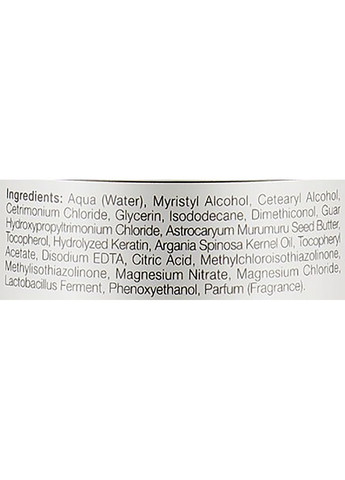 Ingredients: Aqua (Water), Myristyl Alcohol, Cetearyl Alcohol,
Cetrimonium Chloride, Glycerin, Isododecane, Dimethiconol, Guar
Hydroxypropyltrimonium Chloride, Astrocaryum Murumuru Seed Butter,
Tocopherol, Hydrolyzed Keratin, Argania Spinosa Kernel Oil, Tocopheryl
Acetate, Disodium EDTA, Citric Acid, Methylchloroisothiazolinone,
Methylisothiazolinone, Magnesium Nitrate, Magnesium Chloride,
Lactobacillus Ferment, Phenoxyethanol, Parfum (Fragrance).